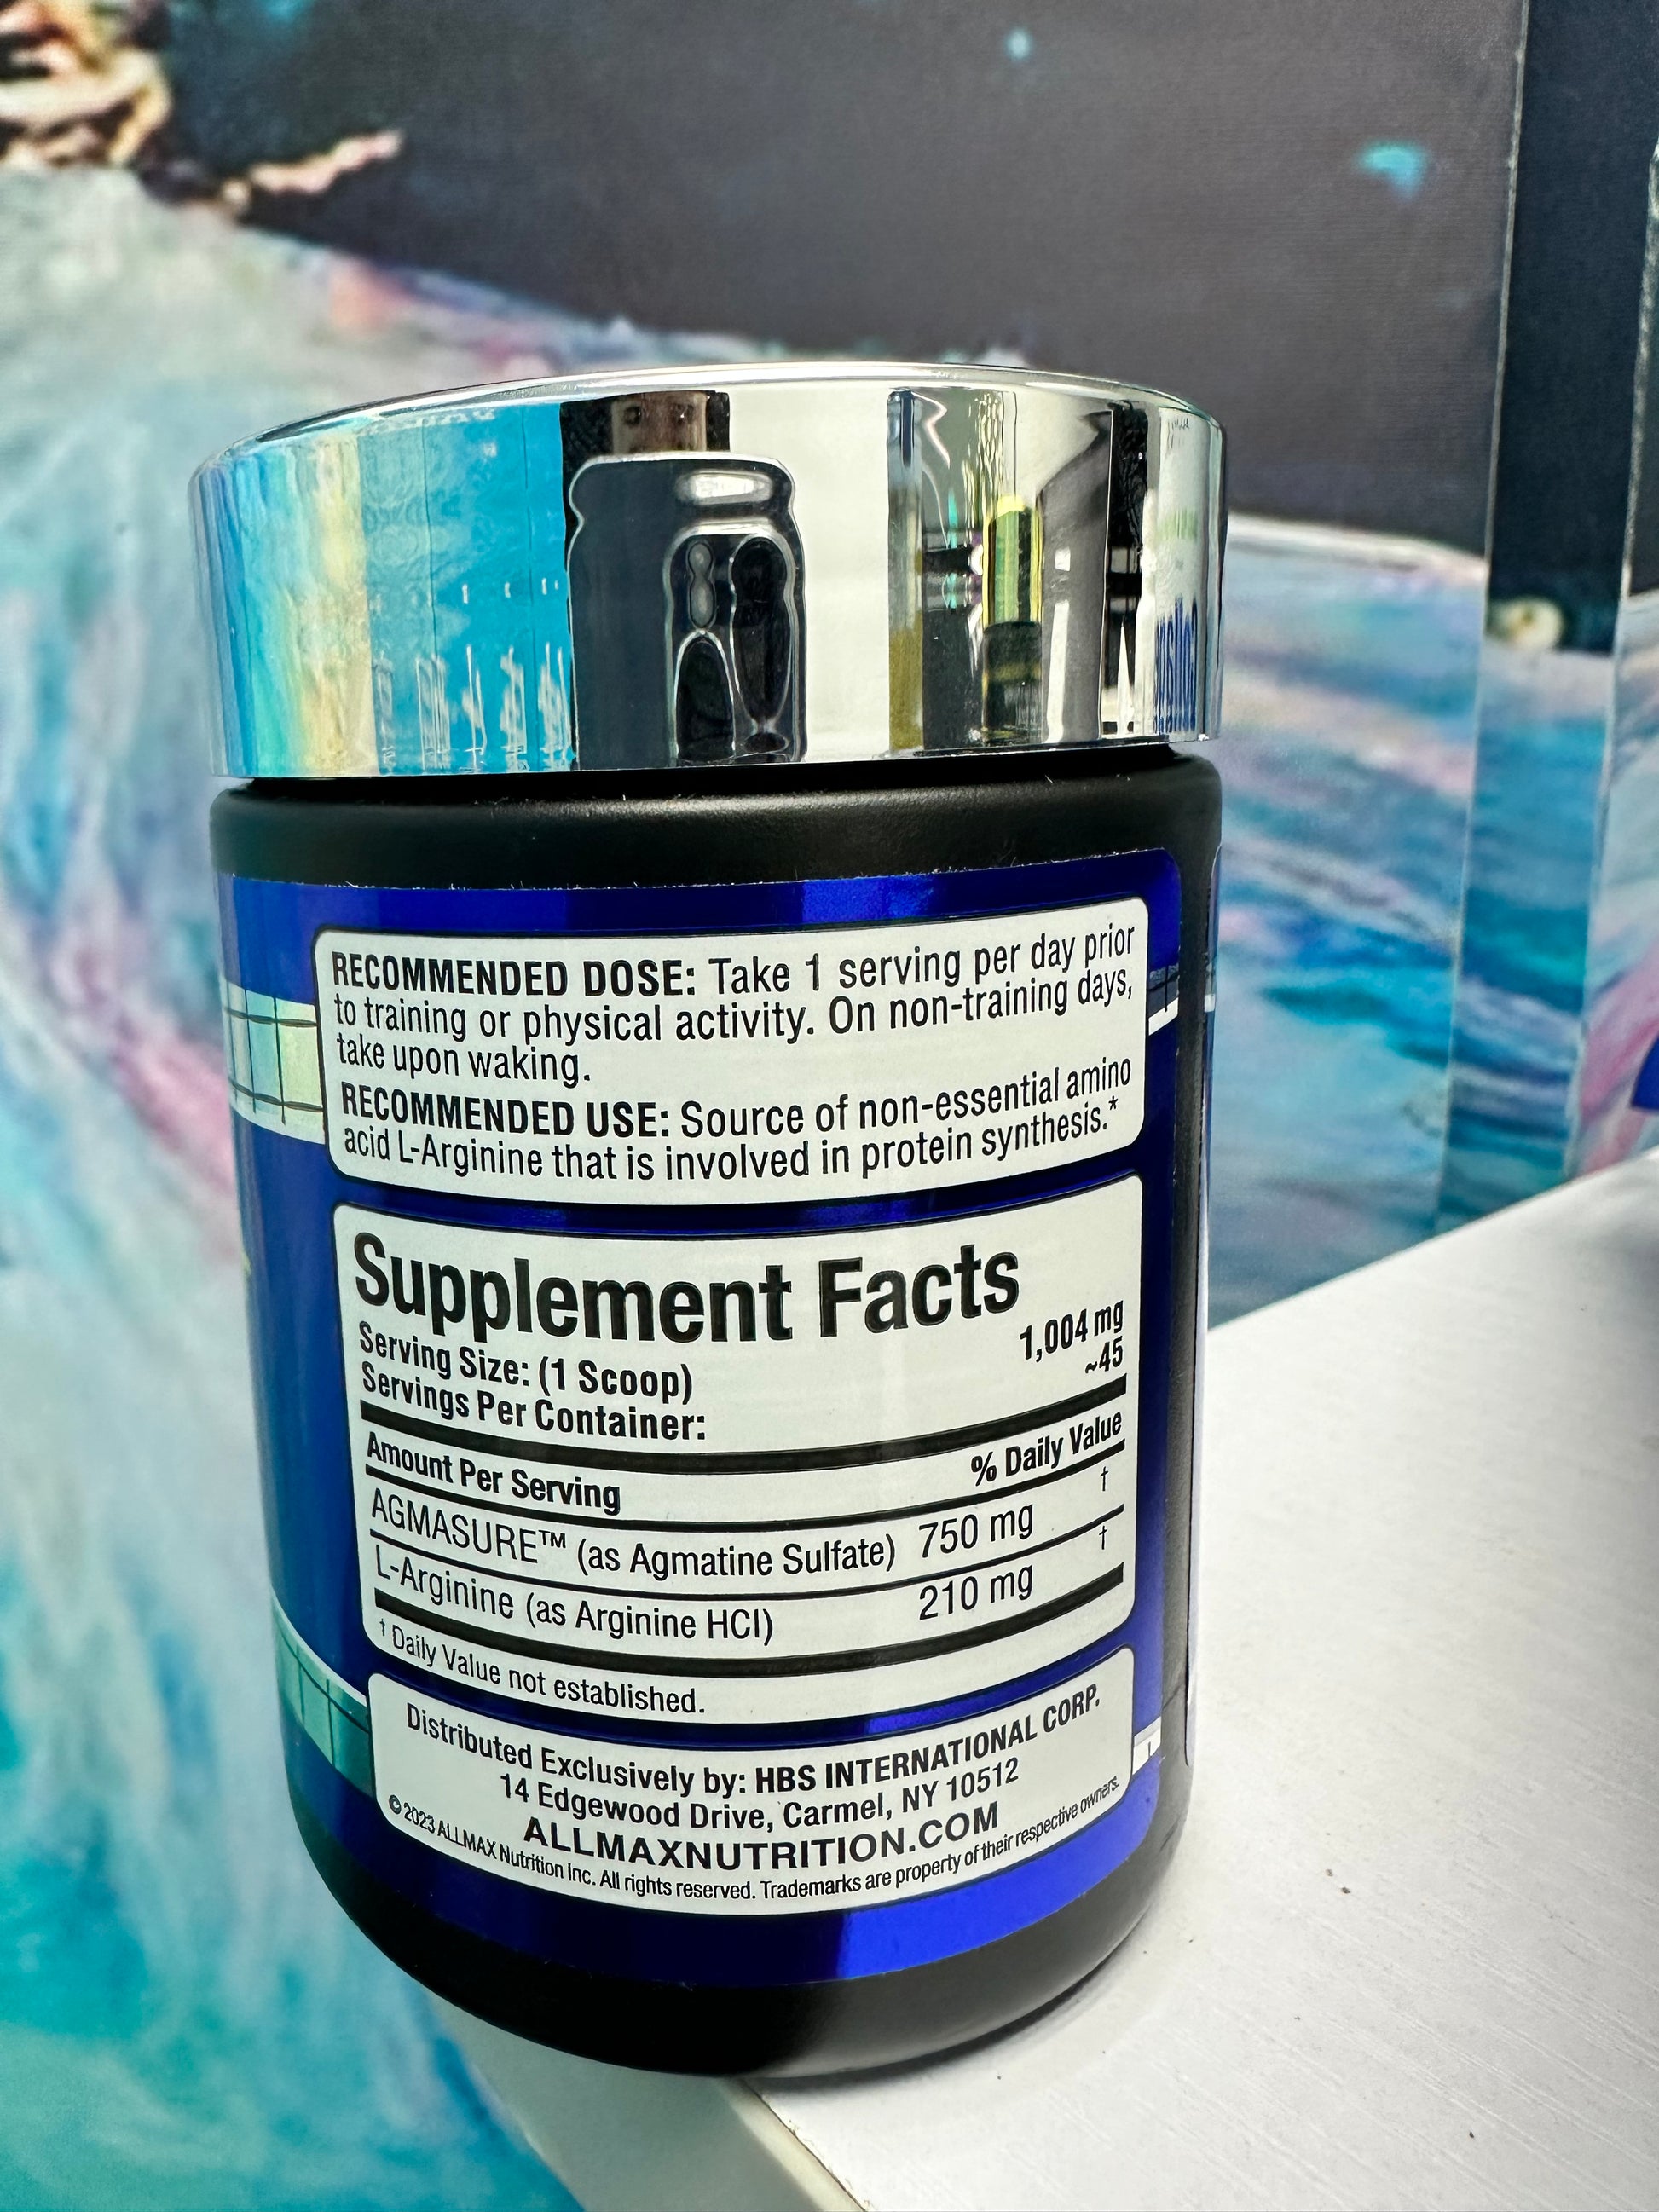 RECOMMENDED DOSE: Take 1 serving per day prior
to training or physical activity. On non-training days,
take upon waking.
RECOMMENDED USE: Source of non-essential amino
acid L-Arginine that is involved in protein synthesis.*
Supplement Facts
Serving Size: (1 Scoop) 1,004 mg
Servings Per Container: ~45
Amount Per Serving % Daily Value
AGMASURE™ (as Agmatine Sulfate) 750 mg †
L-Arginine (as Arginine HCl) 210 mg †
† Daily Value not established.
Distributed Exclusively by: HBS INTERNATIONAL CORP.
14 Edgewood Drive, Carmel, NY 10512
ALLMAXNUTRITION.COM
© 2023 ALLMAX Nutrition Inc. All rights reserved. Trademarks are property of their respective owners.